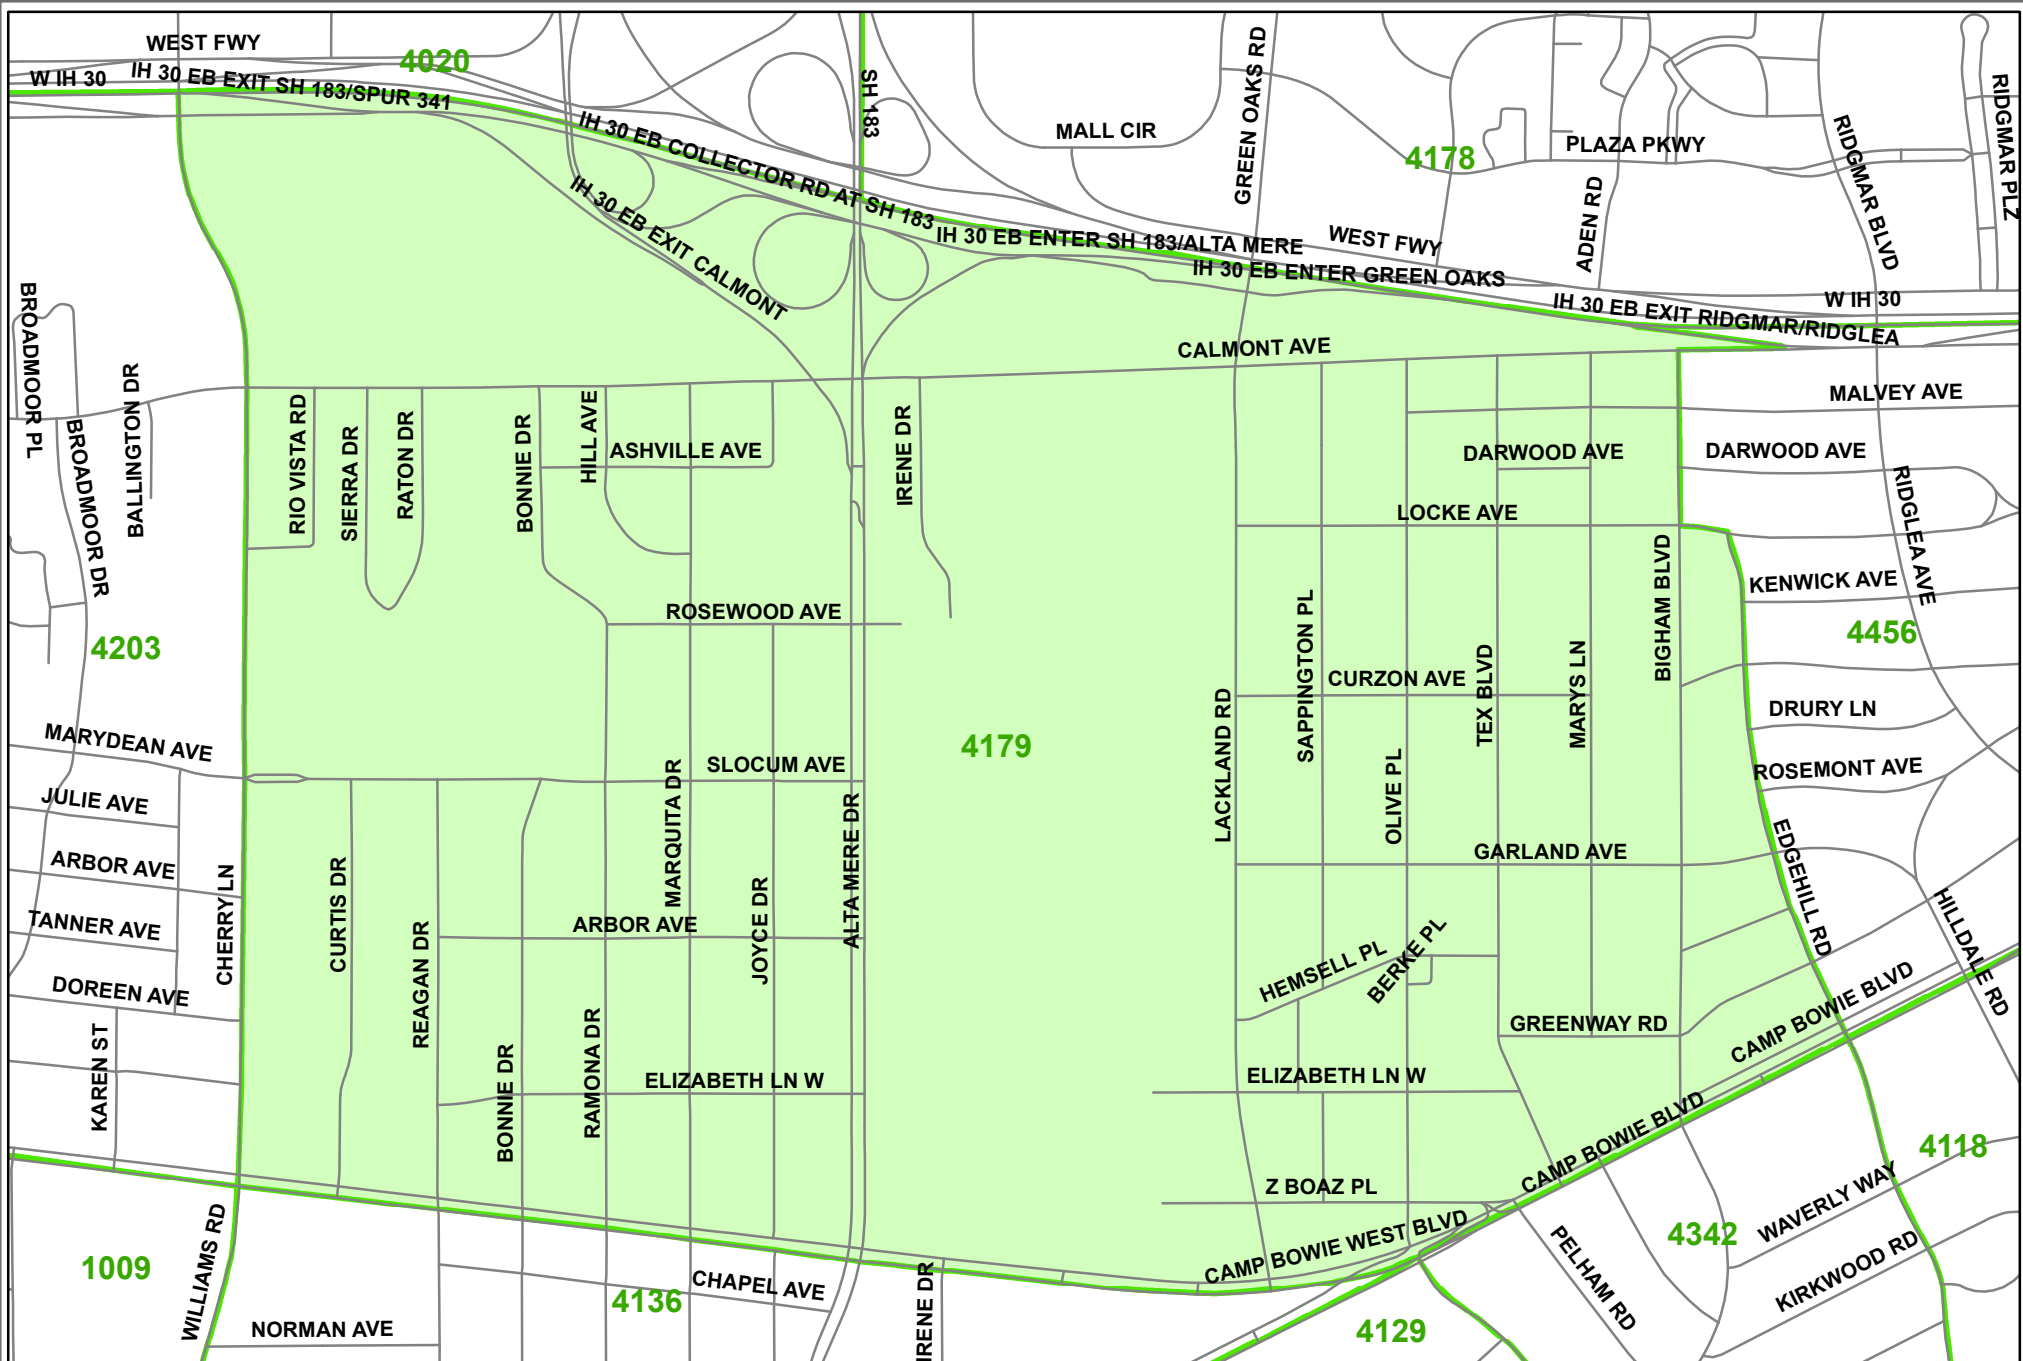 WEST FWY
4020
W IH 30
IH 30 EB EXIT SH 183/SPUR 341
SH 183
GREEN OAKS RD
MALL CIR
IH 30 EB COLLECTOR RD AT SH 183
4178
PLAZA PKWY
RIDGMAR BLVD
RIDGMAR PLZ
ADEN RD
IH 30 EB EXIT CALMONT
IH 30 EB ENTER SH 183/ALTA MERE
WEST FWY
IH 30 EB ENTER GREEN OAKS
IH 30 EB EXIT RIDGMAR/RIDGLEA
W IH 30
BROADMOOR PL
BROADMOOR DR
BALLINGTON DR
CALMONT AVE
MALVEY AVE
RIO VISTA RD
SIERRA DR
RATON DR
BONNIE DR
HILL AVE
ASHVILLE AVE
IRENE DR
DARWOOD AVE
DARWOOD AVE
LOCKE AVE
RIDGLEA AVE
BIGHAM BLVD
KENWICK AVE
ROSEWOOD AVE
SAPPINGTON PL
4203
4456
CURZON AVE
TEX BLVD
MARYS LN
DRURY LN
LACKLAND RD
MARYDEAN AVE
4179
SLOCUM AVE
MARQUITA DR
OLIVE PL
ROSEMONT AVE
JULIE AVE
ALTA MERE DR
EDGEHILL RD
ARBOR AVE
CHERRY LN
CURTIS DR
JOYCE DR
GARLAND AVE
HILLDALE RD
TANNER AVE
REAGAN DR
ARBOR AVE
HEMSELL PL
BERKE PL
DOREEN AVE
KAREN ST
BONNIE DR
RAMONA DR
GREENWAY RD
CAMP BOWIE BLVD
ELIZABETH LN W
ELIZABETH LN W
CAMP BOWIE BLVD
4118
Z BOAZ PL
WAVERLY WAY
WILLIAMS RD
CAMP BOWIE WEST BLVD
PELHAM RD
4342
KIRKWOOD RD
1009
4136
CHAPEL AVE
IRENE DR
NORMAN AVE
4129